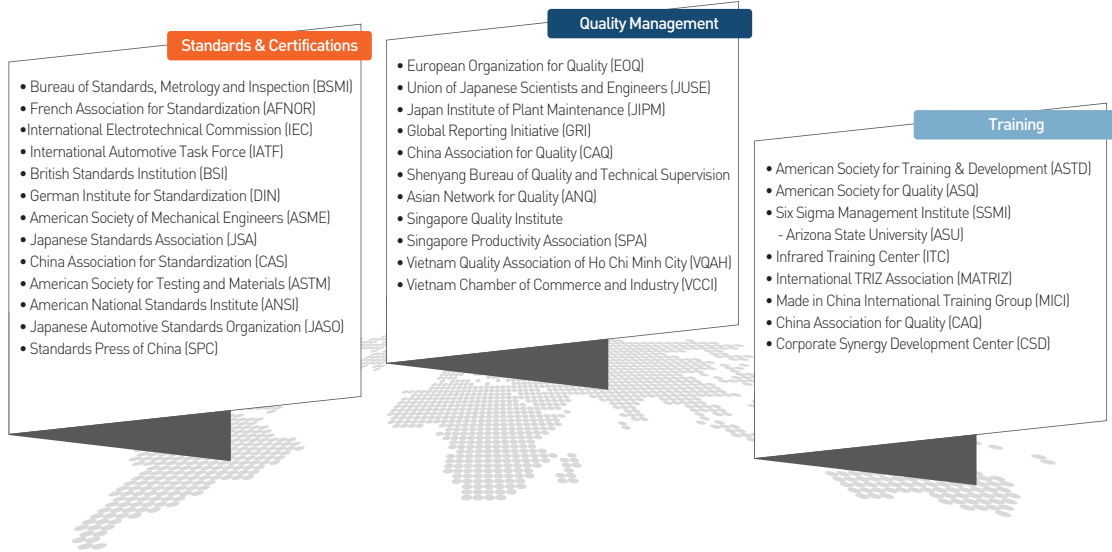 Standards & Certifications
• Bureau of Standards, Metrology and Inspection (BSMI)
• French Association for Standardization (AFNOR)
•International Electrotechnical Commission (IEC)
• International Automotive Task Force (IATF)
• British Standards Institution (BSI)
• German Institute for Standardization (DIN)
• American Society of Mechanical Engineers (ASME)
• Japanese Standards Association (JSA)
• China Association for Standardization (CAS)
• American Society for Testing and Materials (ASTM)
• American National Standards Institute (ANSI)
• Japanese Automotive Standards Organization (JASO)
• Standards Press of China (SPC)
Quality Management
• European Organization for Quality (EOQ)
• Union of Japanese Scientists and Engineers (JUSE)
• Japan Institute of Plant Maintenance (JIPM)
• Global Reporting Initiative (GRI)
• China Association for Quality (CAQ)
• Shenyang Bureau of Quality and Technical Supervision
• Asian Network for Quality (ANQ)
• Singapore Quality Institute
• Singapore Productivity Association (SPA)
• Vietnam Quality Association of Ho Chi Minh City (VQAH)
• Vietnam Chamber of Commerce and Industry (VCCI)
Training
• American Society for Training & Development (ASTD)
• American Society for Quality (ASQ)
• Six Sigma Management Institute (SSMI)
- Arizona State University (ASU)
• Infrared Training Center (ITC)
• International TRIZ Association (MATRIZ)
• Made in China International Training Group (MICI)
• China Association for Quality (CAQ)
• Corporate Synergy Development Center (CSD)